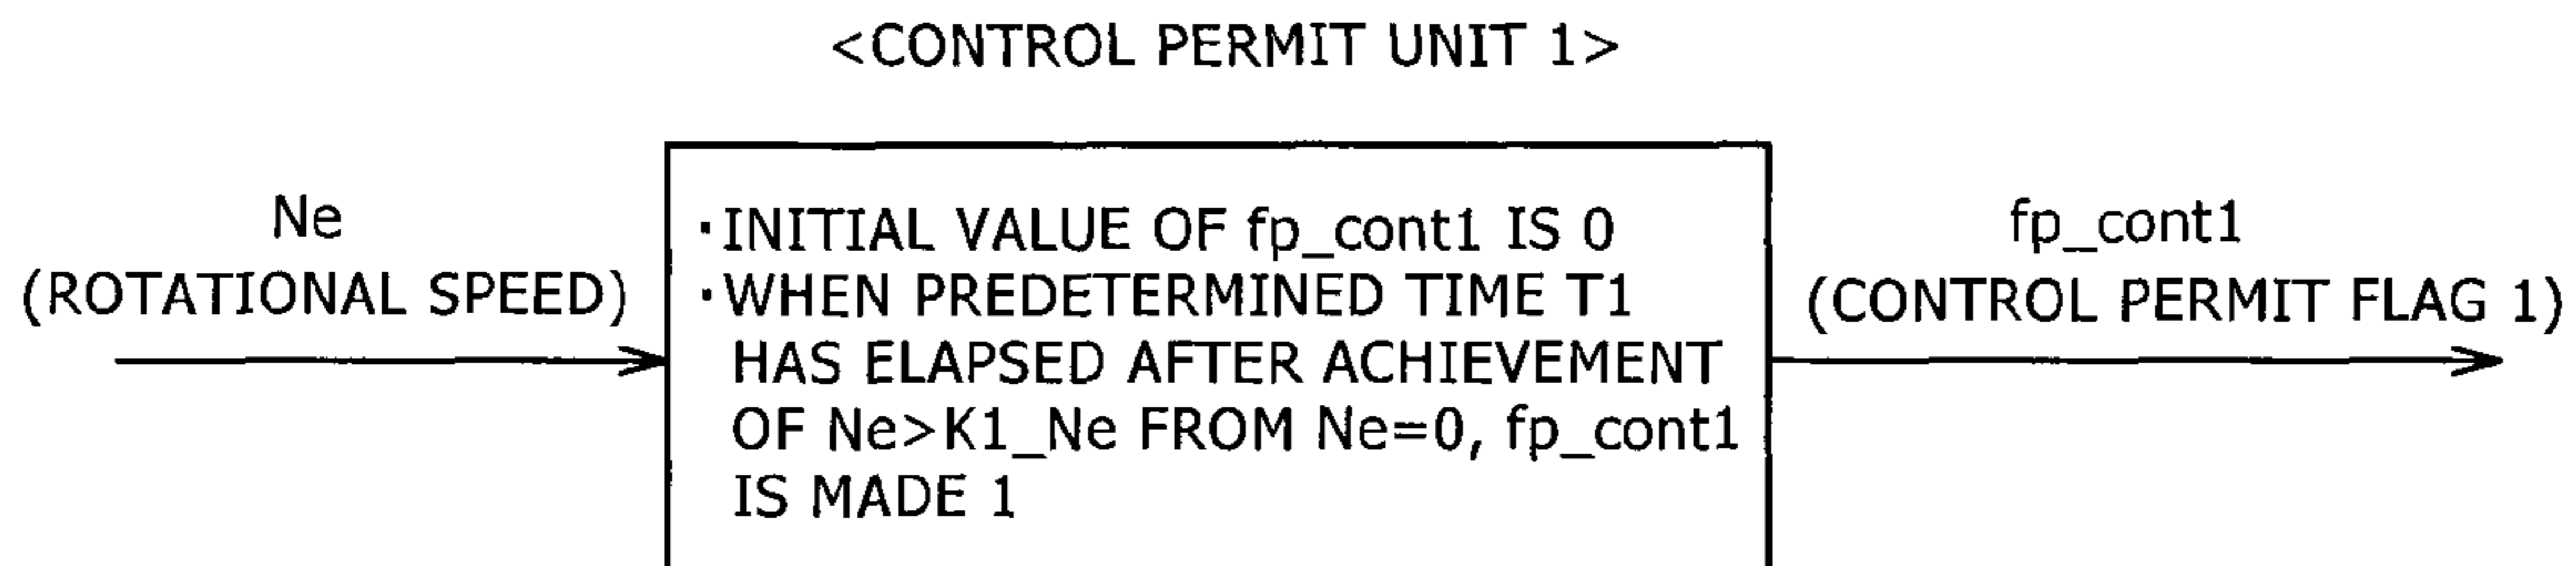 <CONTROL PERMIT UNIT 1>
Ne
(ROTATIONAL SPEED)
·INITIAL VALUE OF fp_cont1 IS 0
·WHEN PREDETERMINED TIME T1
HAS ELAPSED AFTER ACHIEVEMENT
OF Ne>K1_Ne FROM Ne=0, fp_cont1
IS MADE 1
fp_cont1
(CONTROL PERMIT FLAG 1)